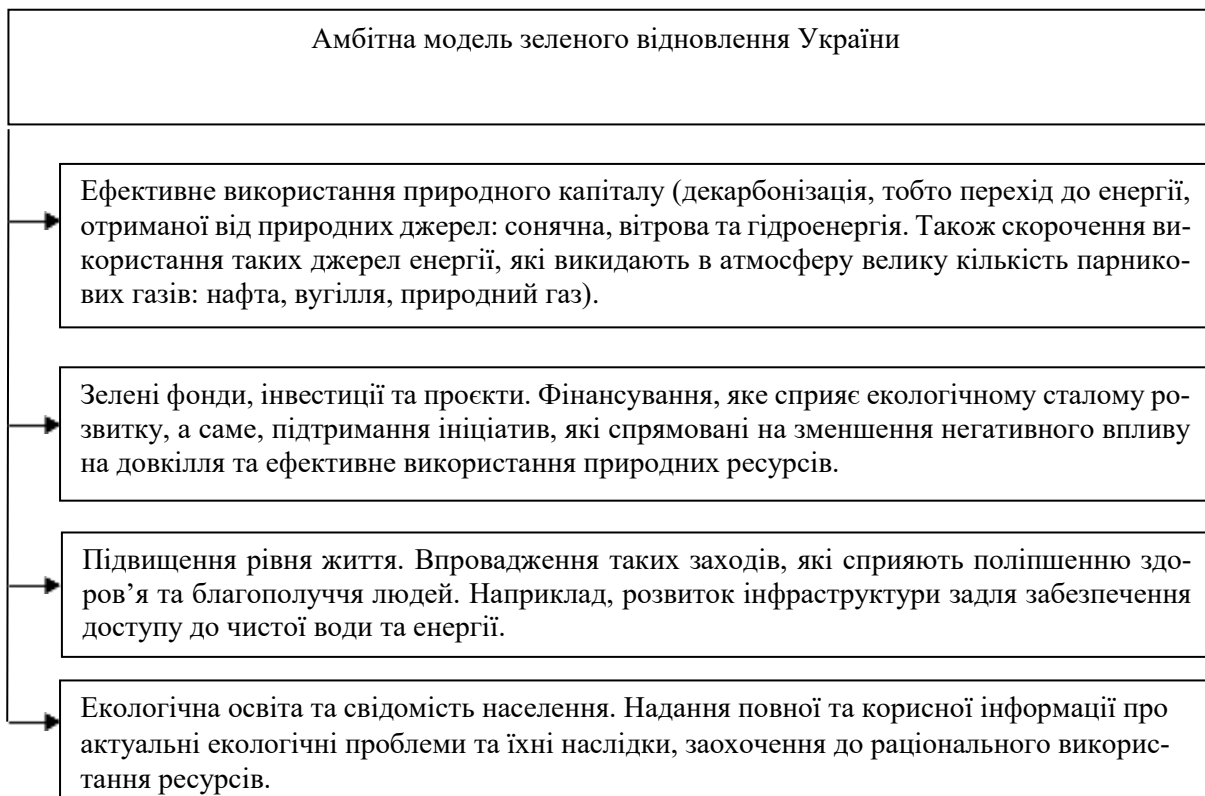 Амбітна модель зеленого відновлення України
Ефективне використання природного капіталу (декарбонізація, тобто перехід до енергії,
отриманої від природних джерел: сонячна, вітрова та гідроенергія. Також скорочення ви-
користання таких джерел енергії, які викидають в атмосферу велику кількість парнико-
вих газів: нафта, вугілля, природний газ).
Зелені фонди, інвестиції та проєкти. Фінансування, яке сприяє екологічному сталому ро-
звитку, а саме, підтримання ініціатив, які спрямовані на зменшення негативного впливу
на довкілля та ефективне використання природних ресурсів.
Підвищення рівня життя. Впровадження таких заходів, які сприяють поліпшенню здо-
ров’я та благополуччя людей. Наприклад, розвиток інфраструктури задля забезпечення
доступу до чистої води та енергії.
Екологічна освіта та свідомість населення. Надання повної та корисної інформації про
актуальні екологічні проблеми та їхні наслідки, заохочення до раціонального викорис-
тання ресурсів.